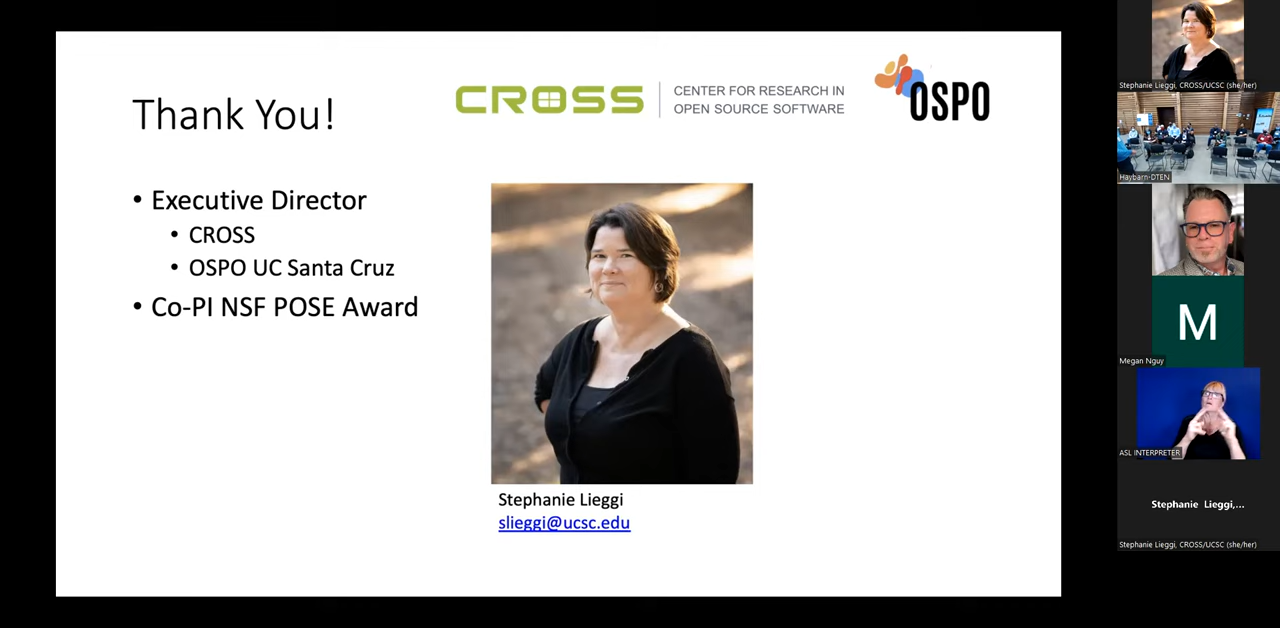 Thank You!
CROSS
CENTER FOR RESEARCH IN
OPEN SOURCE SOFTWARE
OSPO
• Executive Director
• CROSS
• OSPO UC Santa Cruz
• Co-PI NSF POSE Award
Stephanie Lieggi
slieggi@ucsc.edu
Stephanie Lieggi, CROSS/UCSC (she/her)
Haybarn-DTEN
M
Megan Nguy
ASL INTERPRETER
Stephanie Lieggi,...
Stephanie Lieggi, CROSS/UCSC (she/her)